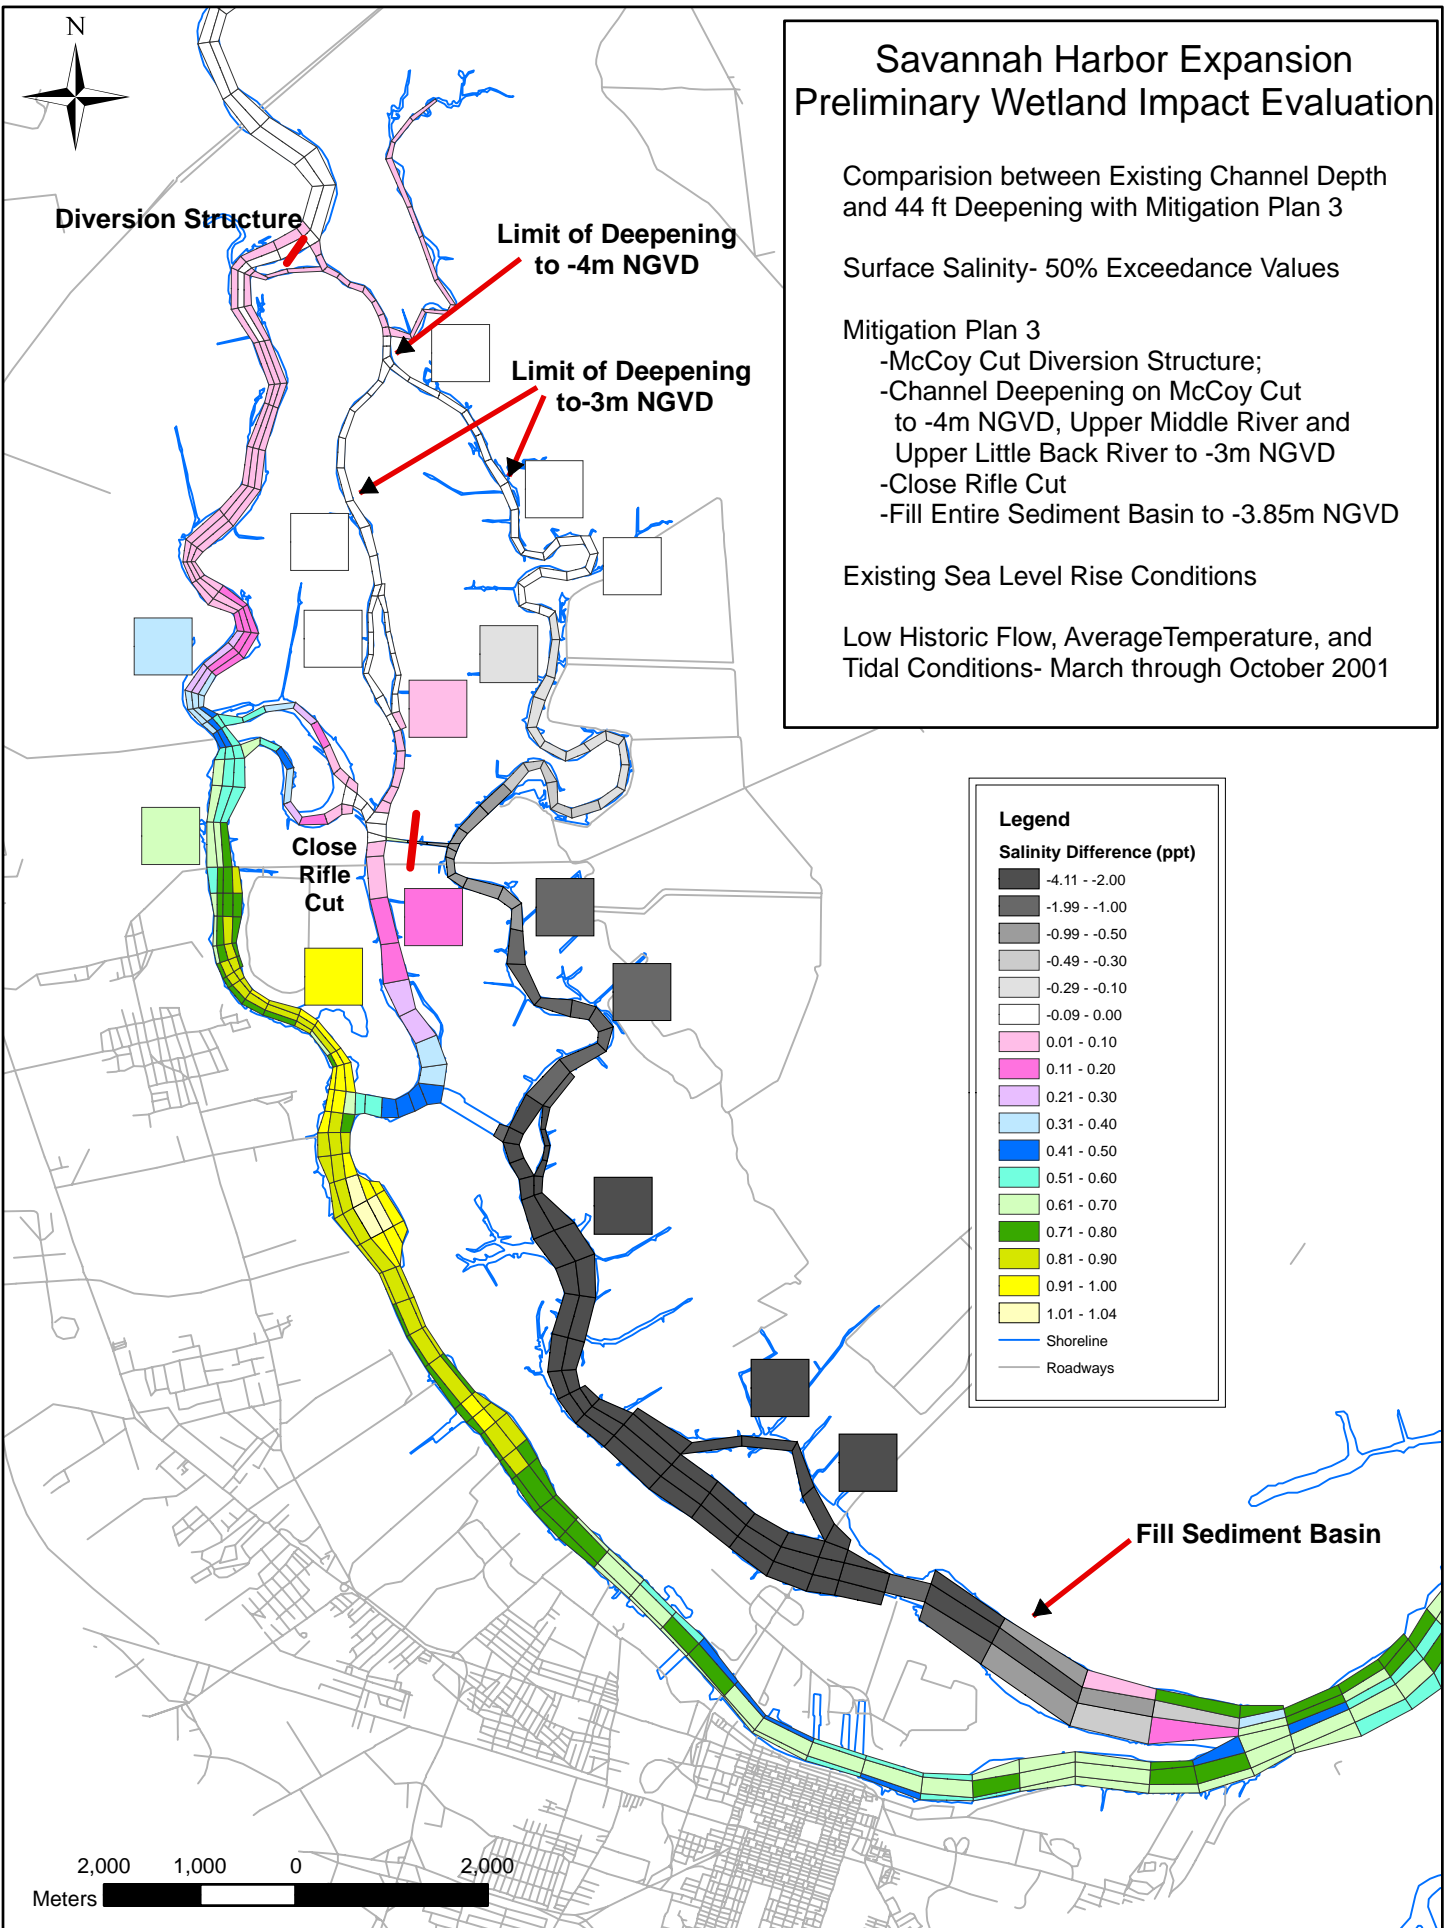 N
Savannah Harbor Expansion
Preliminary Wetland Impact Evaluation
Comparision between Existing Channel Depth
and 44 ft Deepening with Mitigation Plan 3
Surface Salinity- 50% Exceedance Values
Mitigation Plan 3
-McCoy Cut Diversion Structure;
-Channel Deepening on McCoy Cut
to -4m NGVD, Upper Middle River and
Upper Little Back River to -3m NGVD
-Close Rifle Cut
-Fill Entire Sediment Basin to -3.85m NGVD
Existing Sea Level Rise Conditions
Low Historic Flow, AverageTemperature, and
Tidal Conditions- March through October 2001
Diversion Structure
Limit of Deepening
to -4m NGVD
Limit of Deepening
to-3m NGVD
Close
Rifle
Cut
Legend
Salinity Difference (ppt)
-4.11 - -2.00
-1.99 - -1.00
-0.99 - -0.50
-0.49 - -0.30
-0.29 - -0.10
-0.09 - 0.00
0.01 - 0.10
0.11 - 0.20
0.21 - 0.30
0.31 - 0.40
0.41 - 0.50
0.51 - 0.60
0.61 - 0.70
0.71 - 0.80
0.81 - 0.90
0.91 - 1.00
1.01 - 1.04
Shoreline
Roadways
Fill Sediment Basin
2,000 1,000 0 2,000
Meters